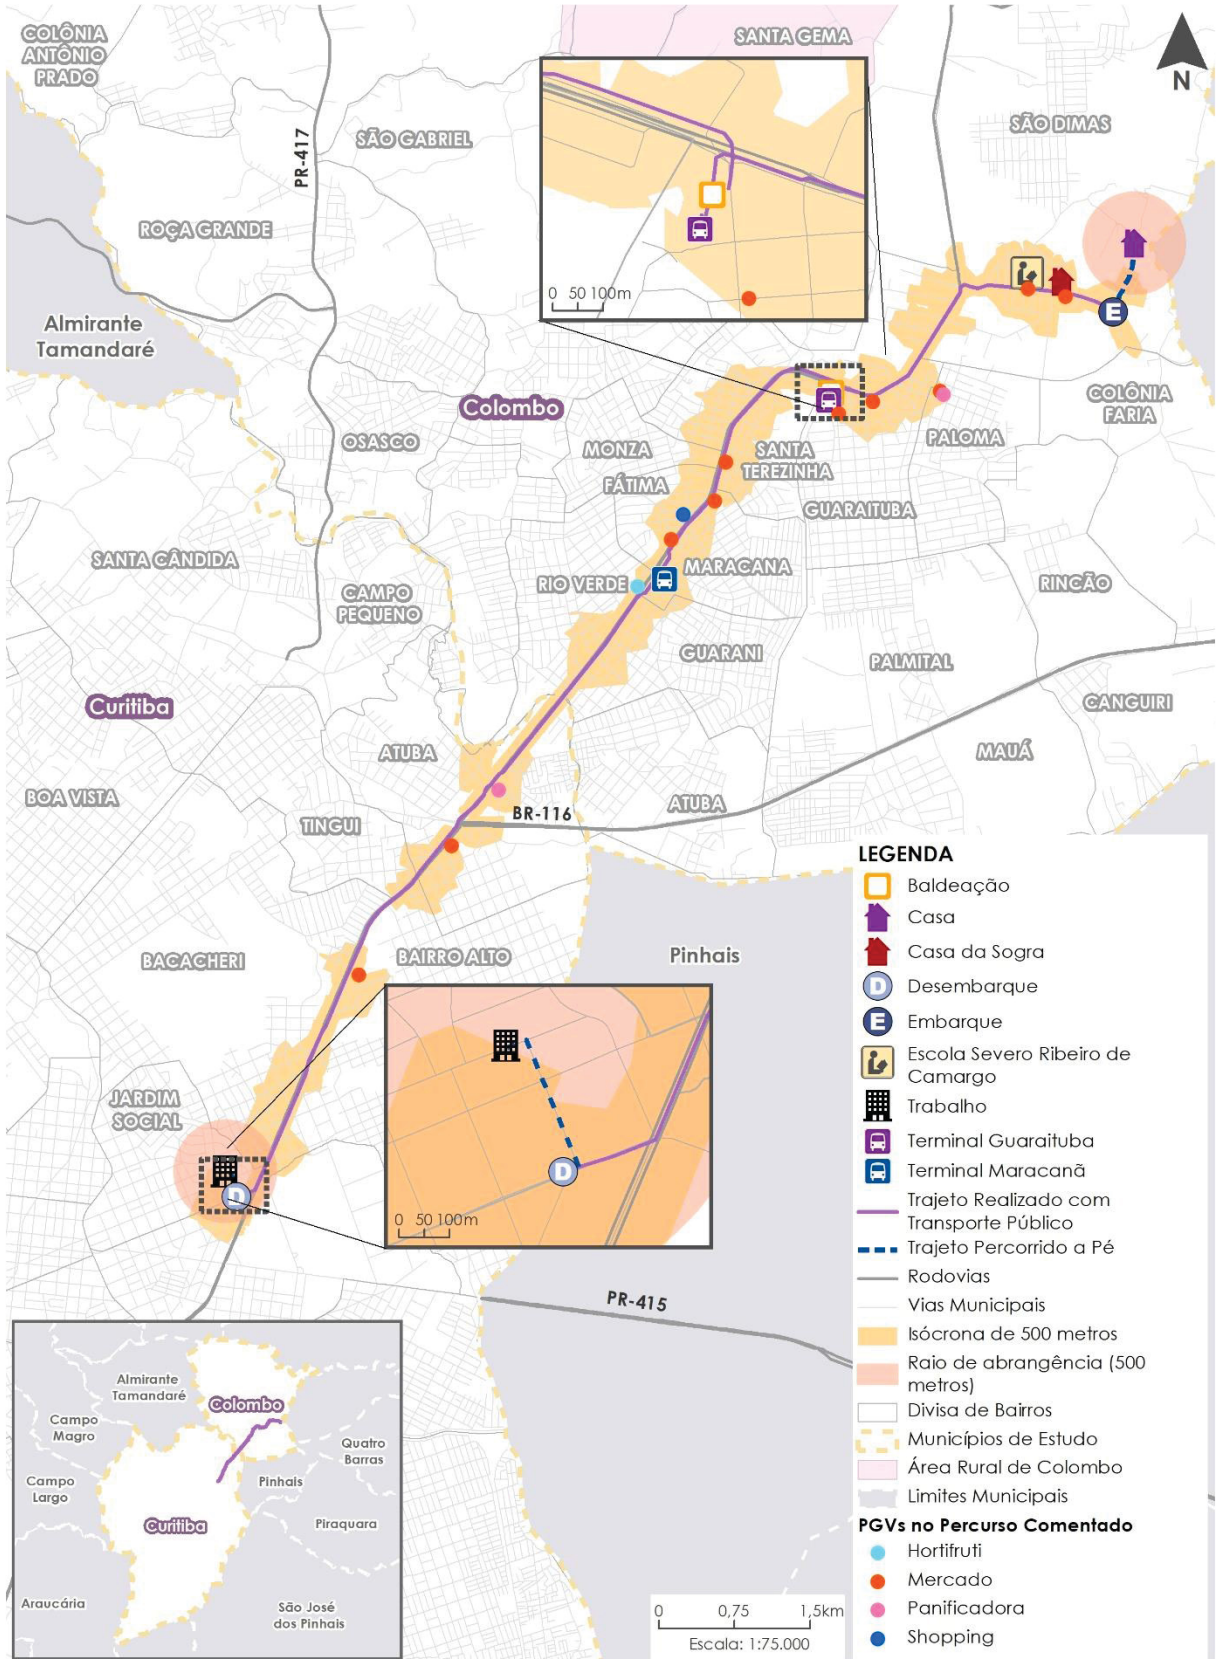 COLÔNIA
ANTÔNIO
PRADO
SANTA GEMA
N
SÃO DIMAS
SÃO GABRIEL
PR-417
ROÇA GRANDE
0 50 100m
Almirante
Tamandaré
E
COLÔNIA
FARIA
Colombo
PALOMA
OSASCO
MONZA
SANTA
TEREZINHA
FÁTIMA
GUARAITUBA
SANTA CÂNDIDA
MARACANA
RIO VERDE
RINCÃO
CAMPO
PEQUENO
GUARANI
PALMITAL
CANGUIRI
Curitiba
ATUBA
MAUÁ
BOA VISTA
ATUBA
BR-116
TINGUI
BACACHERI
BAIRRO ALTO
Pinhais
JARDIM
SOCIAL
D
D
0 50 100m
PR-415
LEGENDA
Baldeação
Casa
Casa da Sogra
D Desembarque
E Embarque
Escola Severo Ribeiro de
Camargo
Trabalho
Terminal Guaraituba
Terminal Maracanã
Trajeto Realizado com
Transporte Público
Trajeto Percorrido a Pé
Rodovias
Vias Municipais
Isócrona de 500 metros
Raio de abrangência (500
metros)
Divisa de Bairros
Municípios de Estudo
Área Rural de Colombo
Limites Municipais
PGVs no Percurso Comentado
Hortifruti
Mercado
Panificadora
Shopping
Almirante
Tamandaré
Colombo
Campo
Magro
Quatro
Barras
Campo
Largo
Pinhais
Piraquara
Curitiba
Araucária
São José
dos Pinhais
0 0,75 1,5km
Escala: 1:75.000